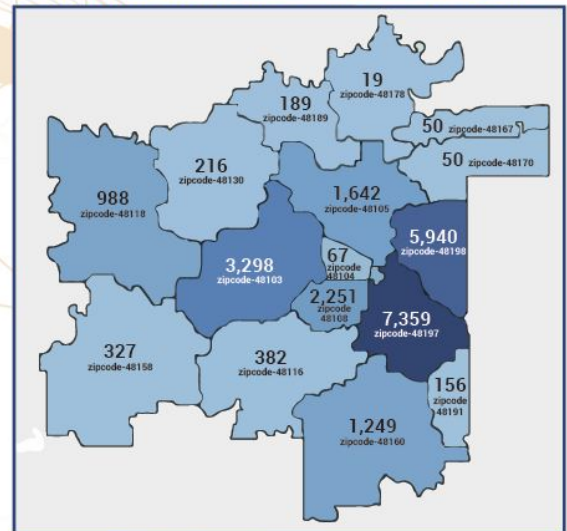 19
zipcode-48178
189
zipcode-48189
50 zipcode-48167
50 zipcode-48170
216
zipcode-48130
988
zipcode-48118
1,642
zipcode-48105
5,940
zipcode-48198
67
zipcode
48104
3,298
zipcode-48103
2,251
zipcode
48108
7,359
zipcode-48197
327
zipcode-48158
382
zipcode-48116
156
zipcode
48191
1,249
zipcode-48160